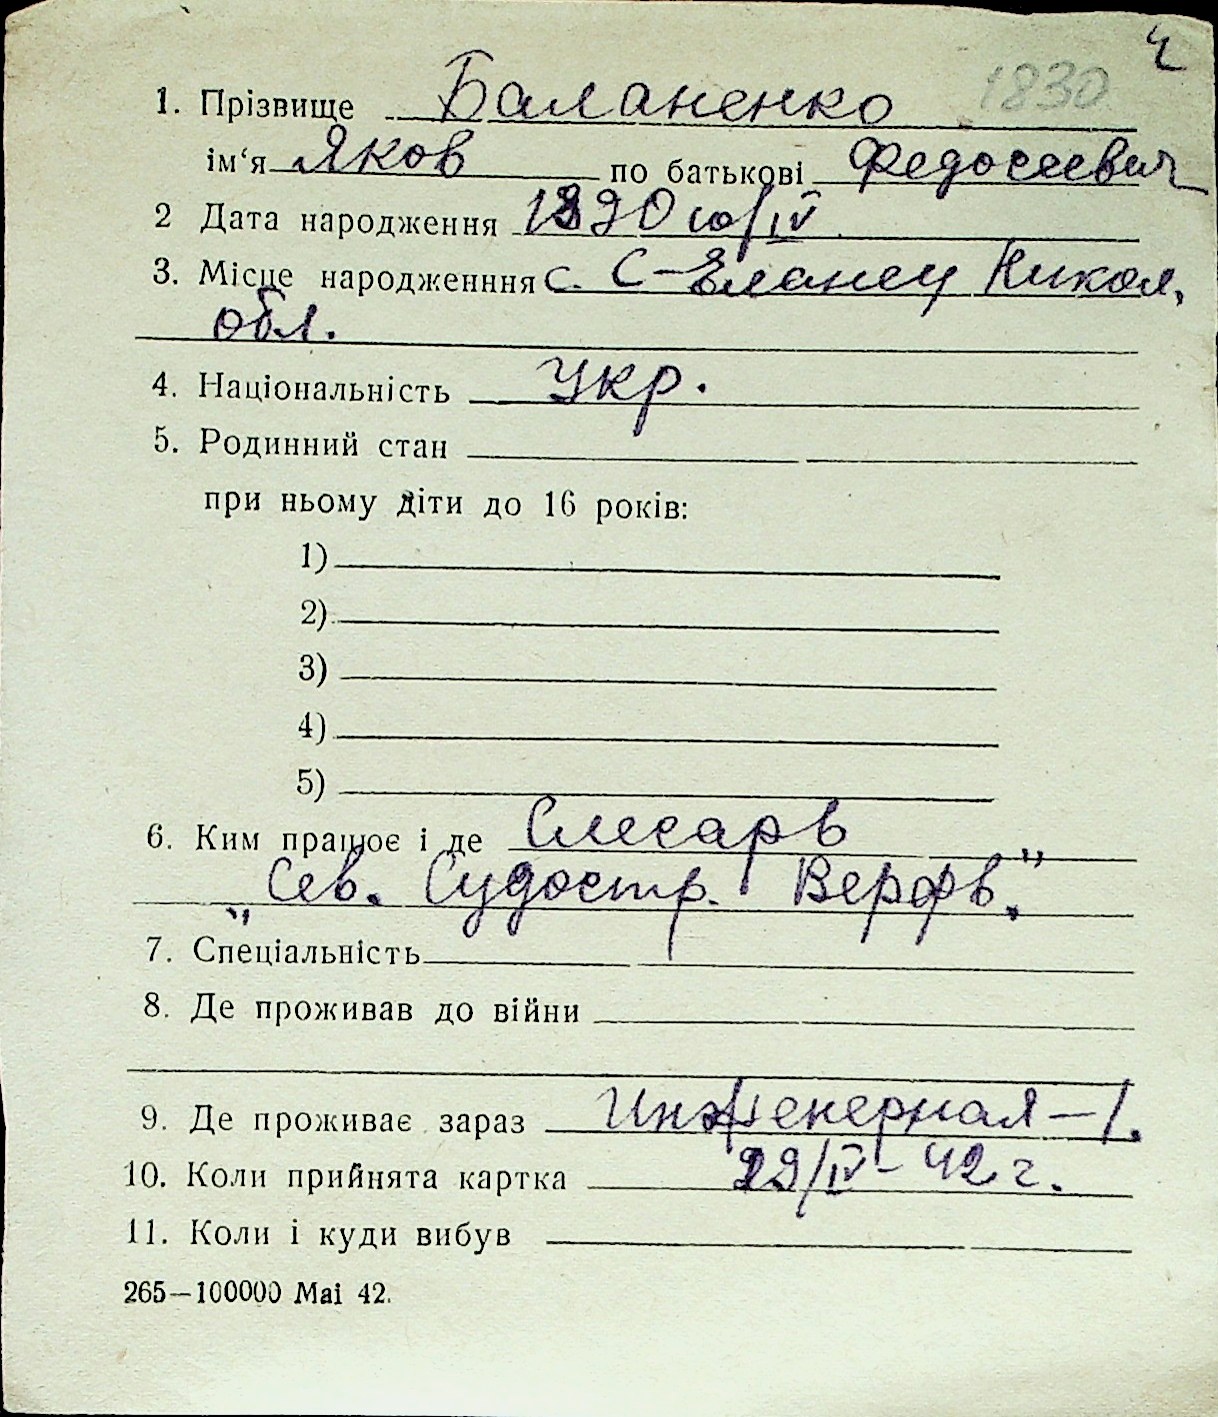 ч
1830
1. Прізвище Баланенко
ім‘я Яков по батькові Федосеевич
2 Дата народження 1890 10/IV
3. Місце народженння с. С-Еланец Никол,
обл.
4. Національність Укр.
5. Родинний стан
при ньому діти до 16 років:
1)
2)
3)
4)
5)
6. Ким працює і де Слесарь
„Сев. Судостр. Верфь."
7. Спеціальність
8. Де проживав до війни
9. Де проживає зараз Инженерная – 1.
10. Коли прийнята картка 29/IV – 42 г.
11. Коли і куди вибув
265—100000 Mai 42.